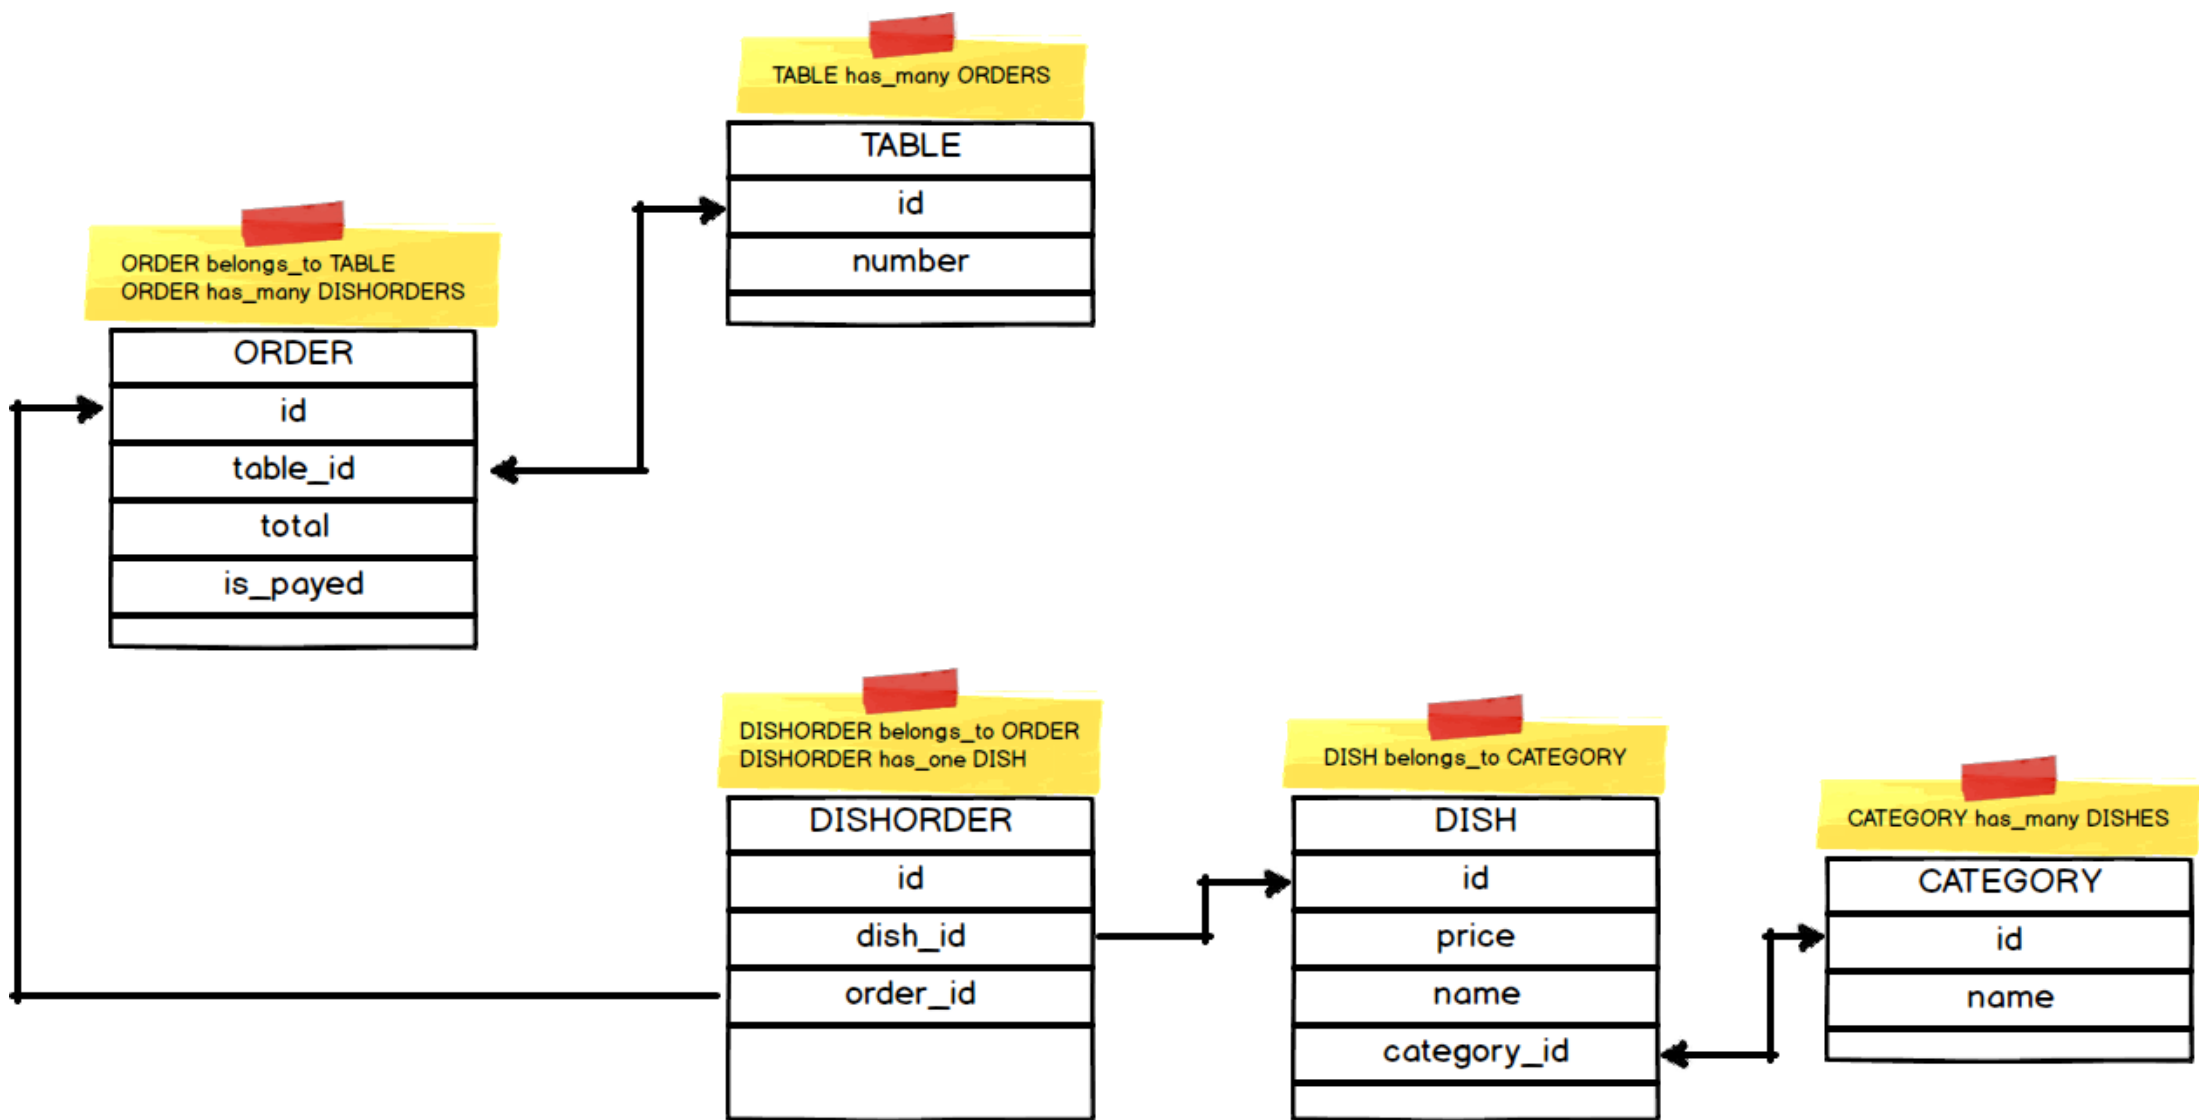 TABLE has_many ORDERS
TABLE
id
number
ORDER belongs_to TABLE
ORDER has_many DISHORDERS
ORDER
id
table_id
total
is_payed
DISHORDER belongs_to ORDER
DISHORDER has_one DISH
DISHORDER
id
dish_id
order_id
DISH belongs_to CATEGORY
DISH
id
price
name
category_id
CATEGORY has_many DISHES
CATEGORY
id
name